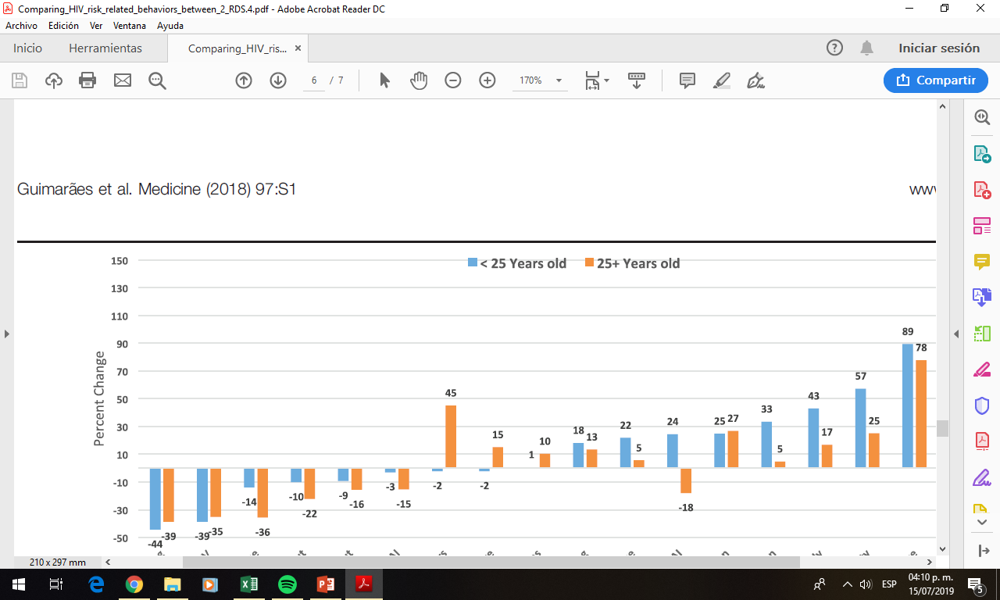 Comparing_HIV_risk_related_behaviors_between_2_RDS.4.pdf - Adobe Acrobat Reader DC
Archivo Edición Ver Ventana Ayuda
Inicio Herramientas Comparing_HIV_ris... ×
Iniciar sesión
6 / 7
170%
Compartir
Guimarães et al. Medicine (2018) 97:S1
< 25 Years old 25+ Years old
Percent Change
150
130
110
90
70
50
30
10
-10
-30
-50
-44 -39
-39 -35
-14 -36
-10 -22
-9 -16
-3 -15
-2 45
-2 15
1 10
18 13
22 5
24 -18
25 27
33 5
43 17
57 25
89 78
210 x 297 mm
ESP
04:10 p. m.
15/07/2019
5